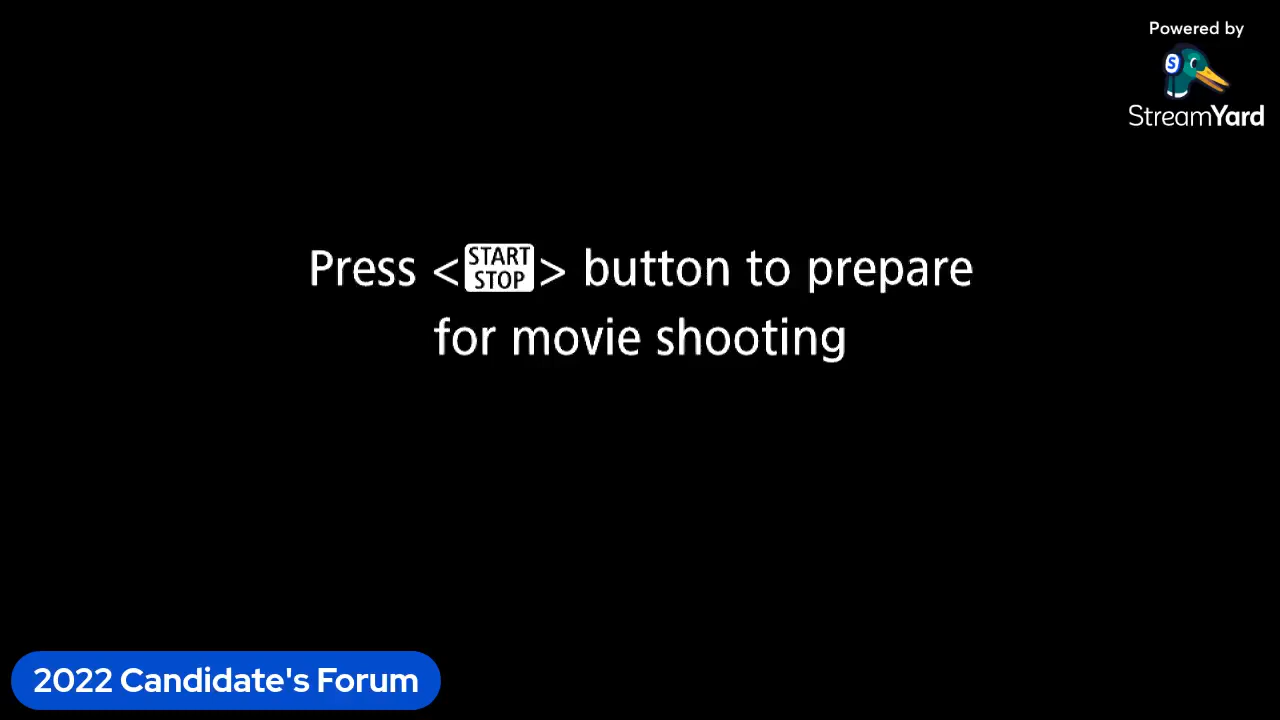 Powered by
S
StreamYard
Press <START STOP> button to prepare
for movie shooting
2022 Candidate's Forum